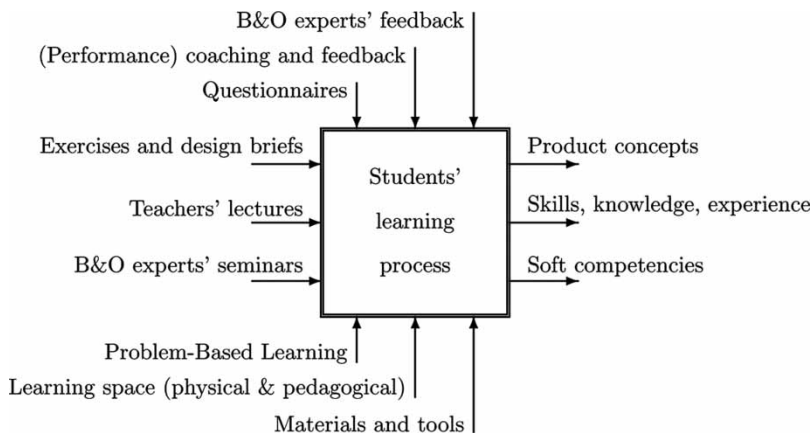 B&O experts’ feedback
(Performance) coaching and feedback
Questionnaires
Exercises and design briefs
Teachers’ lectures
B&O experts’ seminars
Students’
learning
process
Product concepts
Skills, knowledge, experience
Soft competencies
Problem-Based Learning
Learning space (physical & pedagogical)
Materials and tools